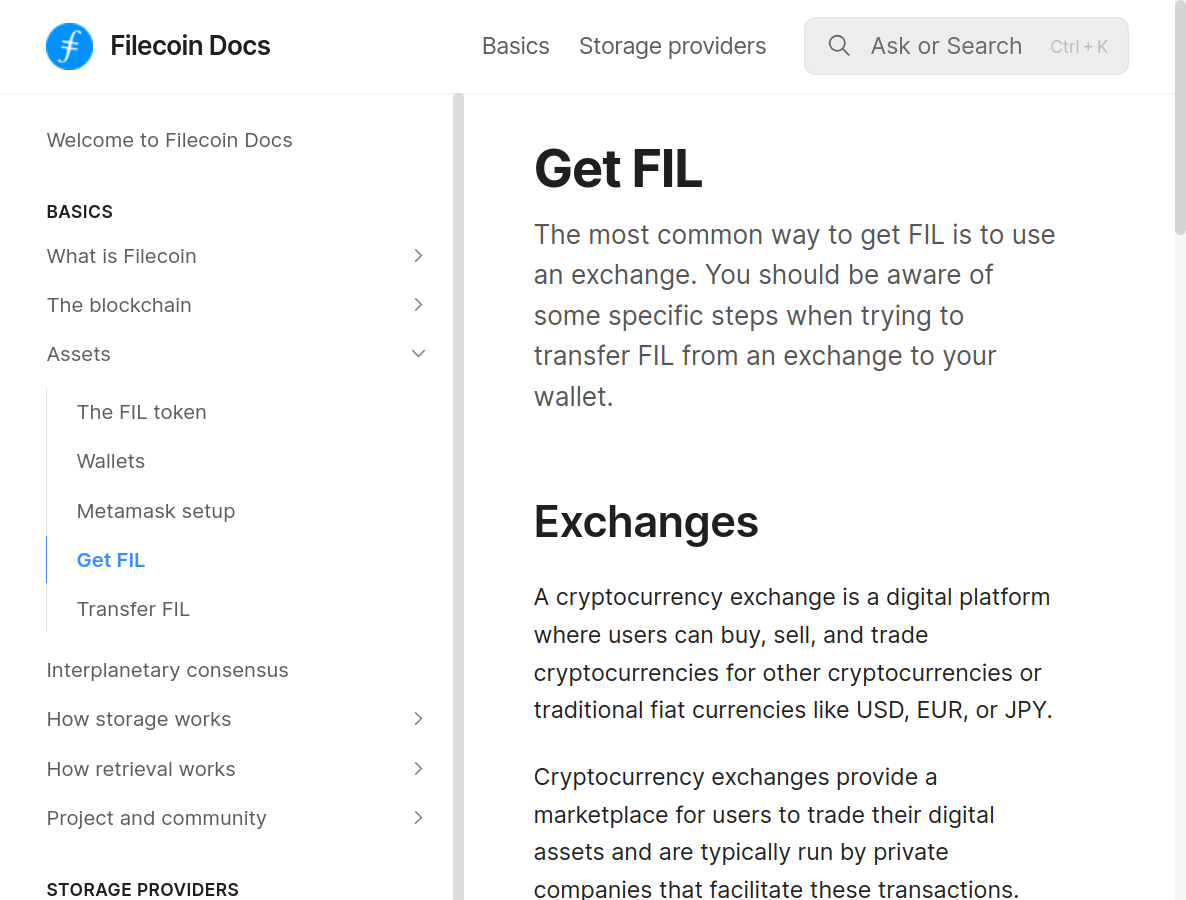 Filecoin Docs
Basics
Storage providers
Ask or Search
Ctrl + K
Welcome to Filecoin Docs
BASICS
What is Filecoin
The blockchain
Assets
The FIL token
Wallets
Metamask setup
Get FIL
Transfer FIL
Interplanetary consensus
How storage works
How retrieval works
Project and community
STORAGE PROVIDERS
Get FIL
The most common way to get FIL is to use
an exchange. You should be aware of
some specific steps when trying to
transfer FIL from an exchange to your
wallet.
Exchanges
A cryptocurrency exchange is a digital platform
where users can buy, sell, and trade
cryptocurrencies for other cryptocurrencies or
traditional fiat currencies like USD, EUR, or JPY.
Cryptocurrency exchanges provide a
marketplace for users to trade their digital
assets and are typically run by private
companies that facilitate these transactions.